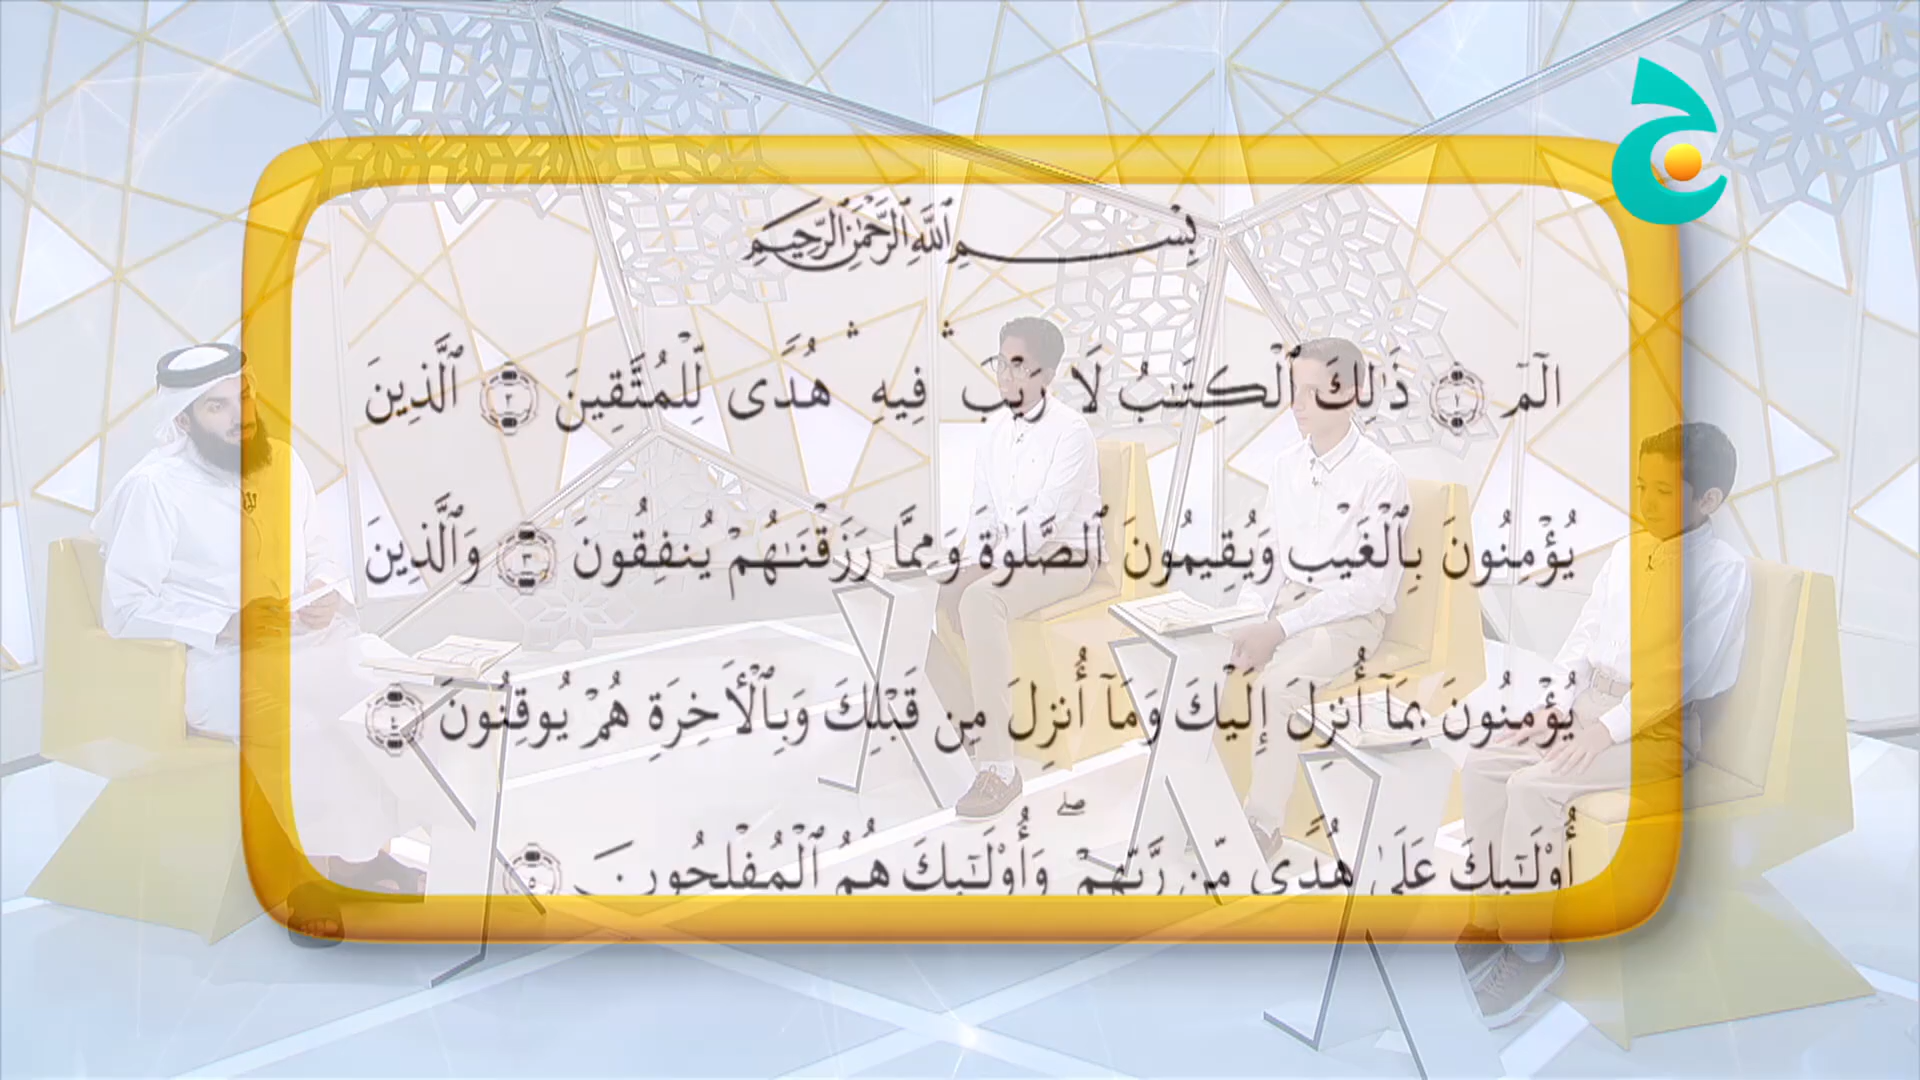 بِسْمِ ٱللَّهِ ٱلرَّحْمَٰنِ ٱلرَّحِيمِ
الٓمٓ ١ ذَٰلِكَ ٱلْكِتَٰبُ لَا رَيْبَ ۛ فِيهِ ۛ هُدًى لِّلْمُتَّقِينَ ٢ ٱلَّذِينَ
يُؤْمِنُونَ بِٱلْغَيْبِ وَيُقِيمُونَ ٱلصَّلَوٰةَ وَمِمَّا رَزَقْنَٰهُمْ يُنفِقُونَ ٣ وَٱلَّذِينَ
يُؤْمِنُونَ بِمَآ أُنزِلَ إِلَيْكَ وَمَآ أُنزِلَ مِن قَبْلِكَ وَبِٱلْأَخِرَةِ هُمْ يُوقِنُونَ ٤
أُو۟لَٰٓئِكَ عَلَىٰ هُدًى مِّن رَّبِّهِمْ ۖ وَأُو۟لَٰٓئِكَ هُمُ ٱلْمُفْلِحُونَ ٥